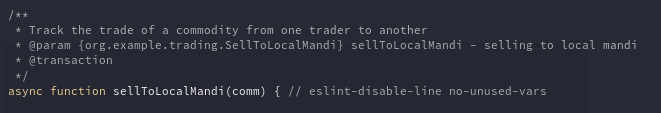 /**
 * Track the trade of a commodity from one trader to another
 * @param {org.example.trading.SellToLocalMandi} sellToLocalMandi - selling to local mandi
 * @transaction
 */
async function sellToLocalMandi(comm) { // eslint-disable-line no-unused-vars